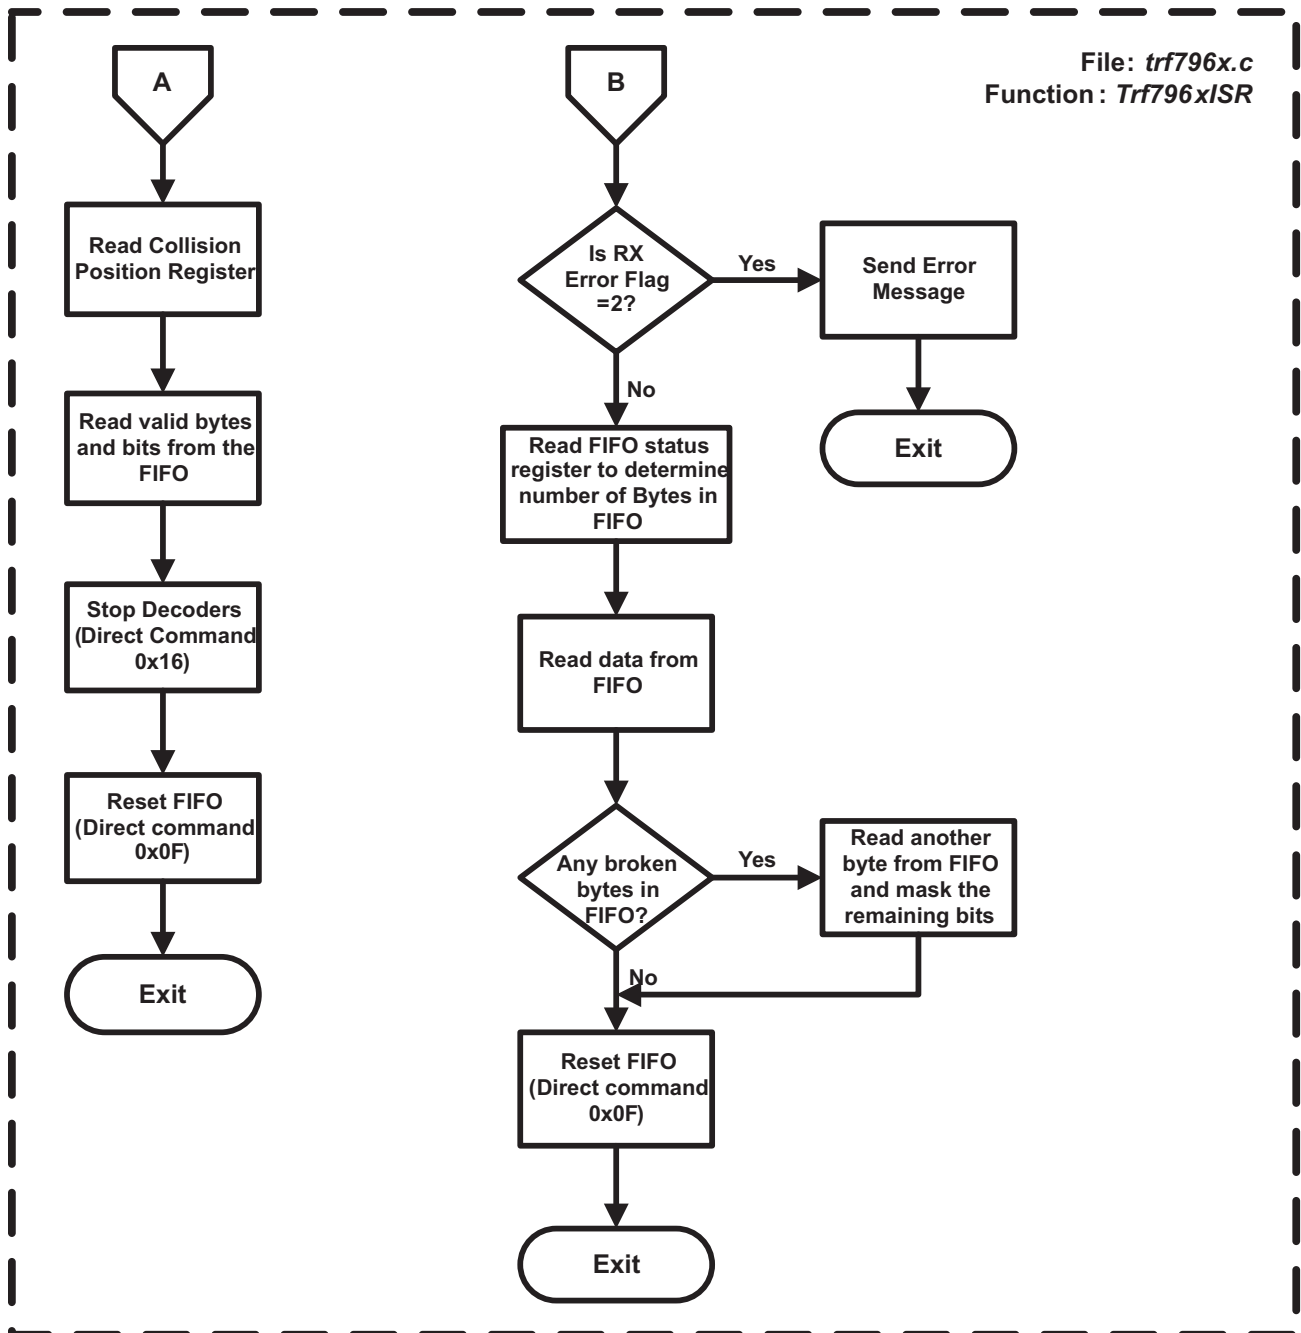 File: trf796x.c
Function : Trf796xISR
A
Read Collision
Position Register
Read valid bytes
and bits from the
FIFO
Stop Decoders
(Direct Command
0x16)
Reset FIFO
(Direct command
0x0F)
Exit
B
Is RX
Error Flag
=2?
Yes
Send Error
Message
Exit
No
Read FIFO status
register to determine
number of Bytes in
FIFO
Read data from
FIFO
Any broken
bytes in
FIFO?
Yes
Read another
byte from FIFO
and mask the
remaining bits
No
Reset FIFO
(Direct command
0x0F)
Exit